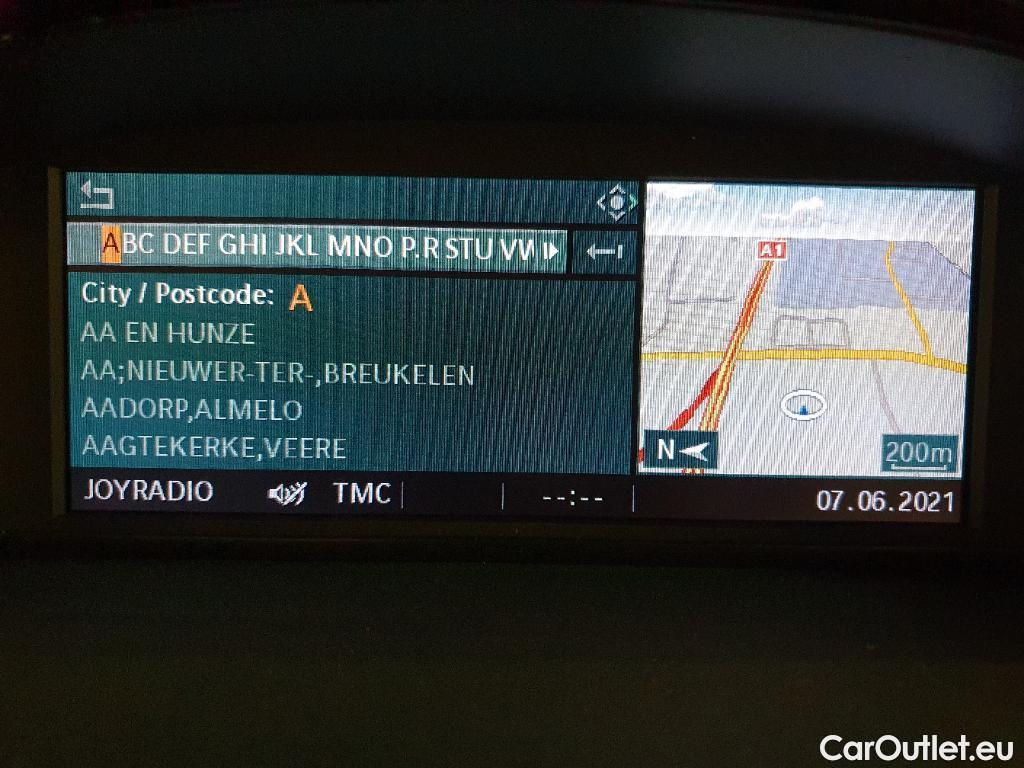 ABC DEF GHI JKL MNO P.R STU VW
City / Postcode: A
AA EN HUNZE
AA;NIEUWER-TER-,BREUKELEN
AADORP,ALMELO
AAGTEKERKE,VEERE
A1
N
200m
JOYRADIO TMC --:-- 07.06.2021
CarOutlet.eu